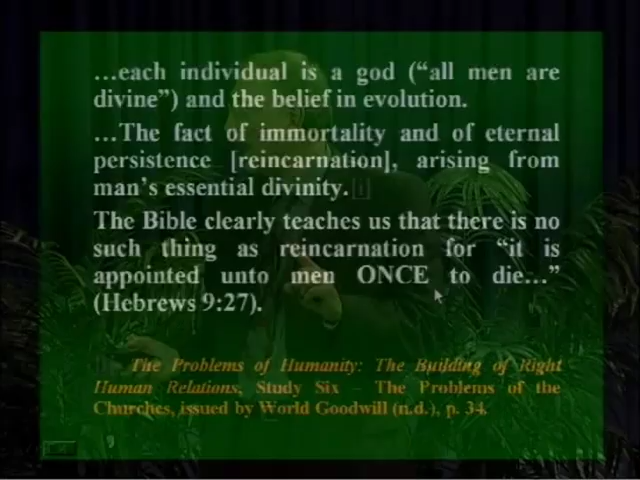 …each individual is a god (“all men are
divine”) and the belief in evolution.
…The fact of immortality and of eternal
persistence [reincarnation], arising from
man’s essential divinity.
The Bible clearly teaches us that there is no
such thing as reincarnation for “it is
appointed unto men ONCE to die…”
(Hebrews 9:27).
The Problems of Humanity: The Building of Right
Human Relations, Study Six – The Problems of the
Churches, issued by World Goodwill (n.d.), p. 34.